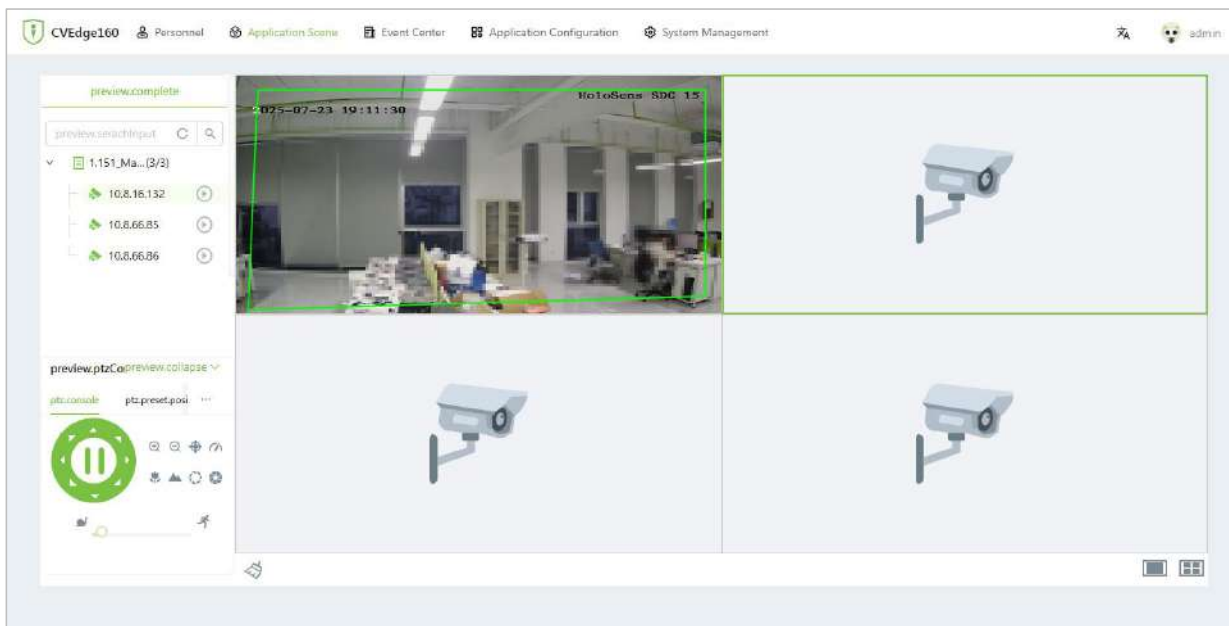 CVEdge160 Personnel Application Scene Event Center Application Configuration System Management admin
preview.complete
preview.serachInput
1.151_Ma...(3/3)
10.8.16.132
10.8.66.85
10.8.66.86
2025-07-23 19:11:30
HoloSens SDC 15
preview.ptzCo preview.collapse
ptz.console ptz.preset.posi ...